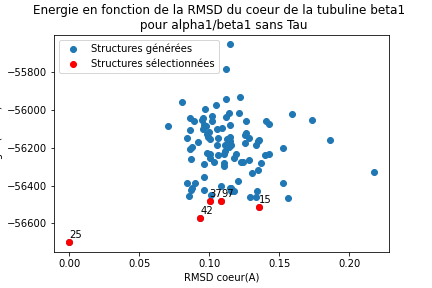 Energie en fonction de la RMSD du coeur de la tubuline beta1
pour alpha1/beta1 sans Tau
Structures générées
Structures sélectionnées
−55800
−56000
−56200
−56400
−56600
3797
15
42
25
0.00 0.05 0.10 0.15 0.20
RMSD coeur(A)